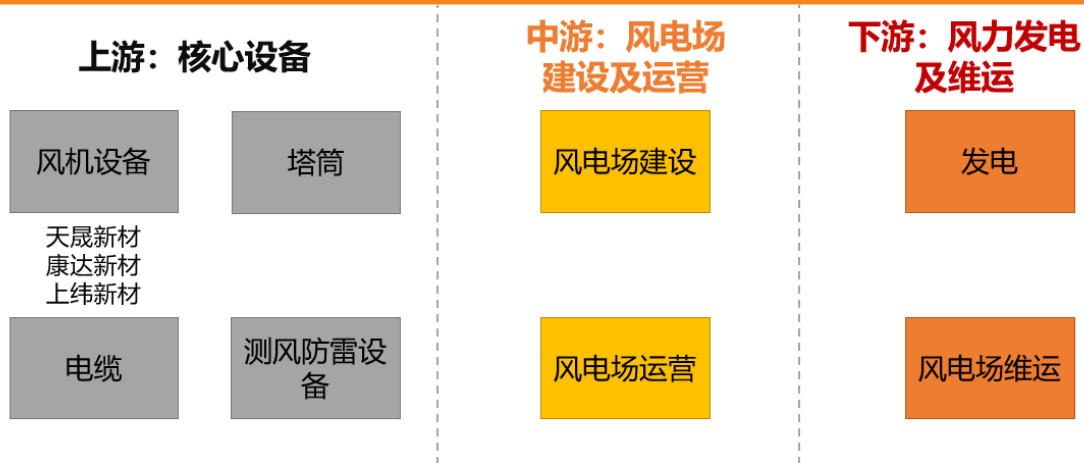 上游：核心设备
中游：风电场
建设及运营
下游：风力发电
及维运
风机设备
塔筒
风电场建设
发电
天晟新材
康达新材
上纬新材
电缆
测风防雷设
备
风电场运营
风电场维运